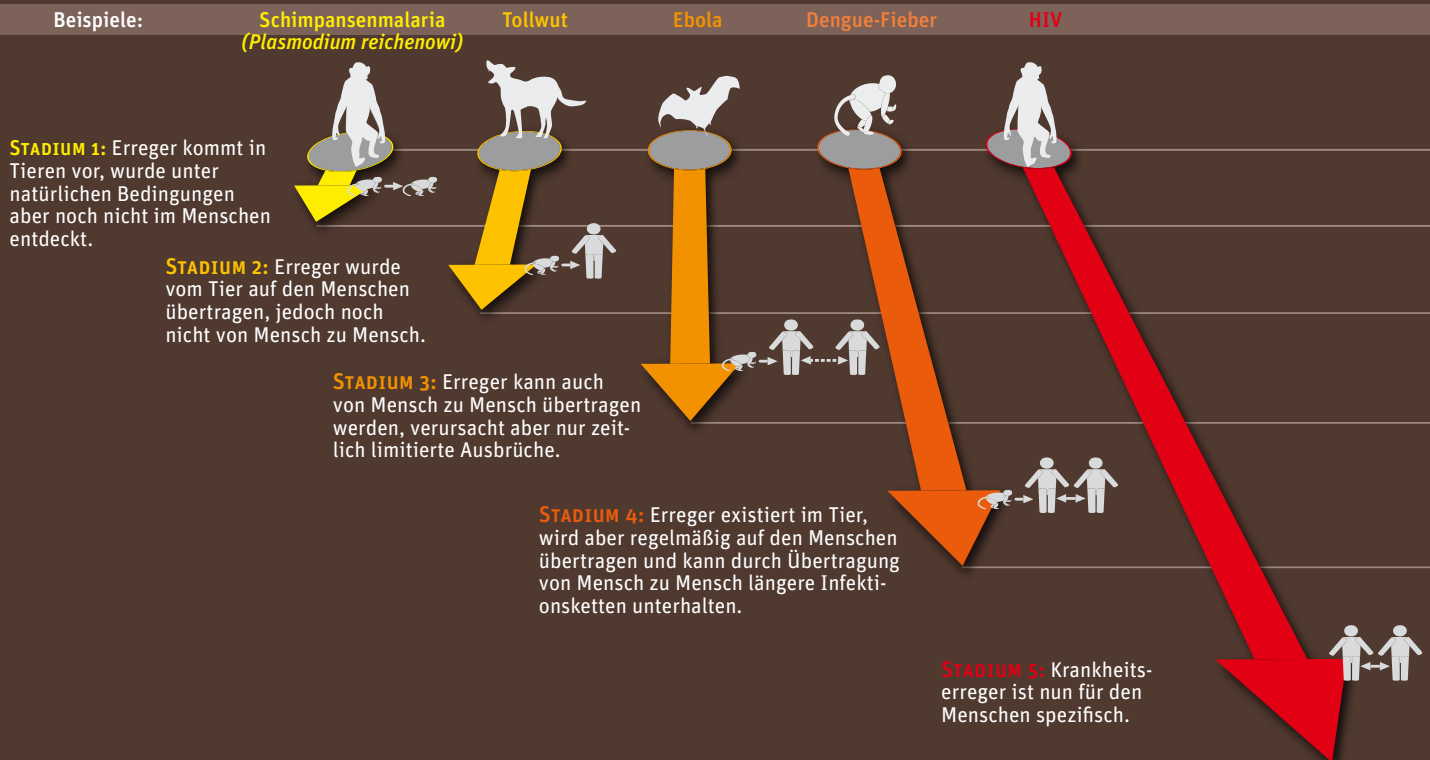 Beispiele: Schimpansenmalaria Tollwut Ebola Dengue-Fieber HIV
(Plasmodium reichenowi)
STADIUM 1: Erreger kommt in
Tieren vor, wurde unter
natürlichen Bedingungen
aber noch nicht im Menschen
entdeckt.
STADIUM 2: Erreger wurde
vom Tier auf den Menschen
übertragen, jedoch noch
nicht von Mensch zu Mensch.
STADIUM 3: Erreger kann auch
von Mensch zu Mensch übertragen
werden, verursacht aber nur zeit-
lich limitierte Ausbrüche.
STADIUM 4: Erreger existiert im Tier,
wird aber regelmäßig auf den Menschen
übertragen und kann durch Übertragung
von Mensch zu Mensch längere Infekti-
onsketten unterhalten.
STADIUM 5: Krankheits-
erreger ist nun für den
Menschen spezifisch.